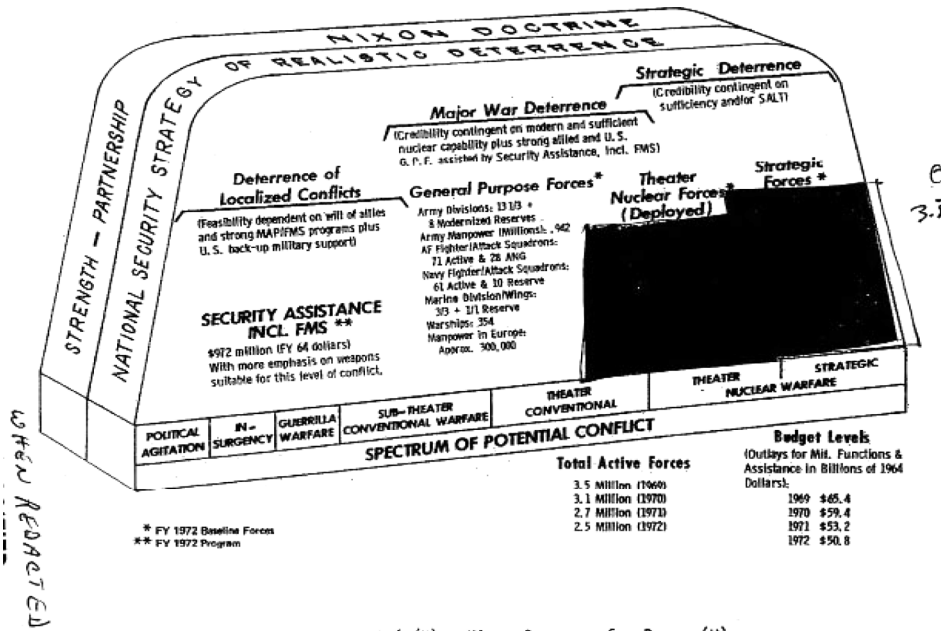 NIXON DOCTRINE
NATIONAL SECURITY STRATEGY OF REALISTIC DETERRENCE
STRENGTH — PARTNERSHIP
Strategic Deterrence
(Credibility contingent on
sufficiency and/or SALT)
Major War Deterrence
(Credibility contingent on modern and sufficient
nuclear capability plus strong allied and U.S.
G. P. F. assisted by Security Assistance, Incl. FMS)
Deterrence of
Localized Conflicts
(Feasibility dependent on will of allies
and strong MAP/FMS programs plus
U.S. back-up military support)
SECURITY ASSISTANCE
INCL. FMS **
$972 million (FY 64 dollars)
With more emphasis on weapons
suitable for this level of conflict.
General Purpose Forces*
Army Divisions: 13 1/3 +
8 Modernized Reserves
Army Manpower (Millions): .942
AF Fighter/Attack Squadrons:
71 Active & 28 ANG
Navy Fighter/Attack Squadrons:
61 Active & 10 Reserve
Marine Division/Wings:
3/3 + 1/1 Reserve
Warships: 354
Manpower in Europe:
Approx. 300,000
Theater
Nuclear Forces*
(Deployed)
Strategic
Forces *
POLITICAL
AGITATION
IN-
SURGENCY
GUERRILLA
WARFARE
SUB-THEATER
CONVENTIONAL WARFARE
THEATER
CONVENTIONAL
THEATER
STRATEGIC
NUCLEAR WARFARE
SPECTRUM OF POTENTIAL CONFLICT
Total Active Forces
3.5 Million (1969)
3.1 Million (1970)
2.7 Million (1971)
2.5 Million (1972)
Budget Levels
(Outlays for Mil. Functions &
Assistance in Billions of 1964
Dollars):
1969 $65.4
1970 $59.4
1971 $53.2
1972 $50.8
* FY 1972 Baseline Forces
** FY 1972 Program
WHEN REDACTED